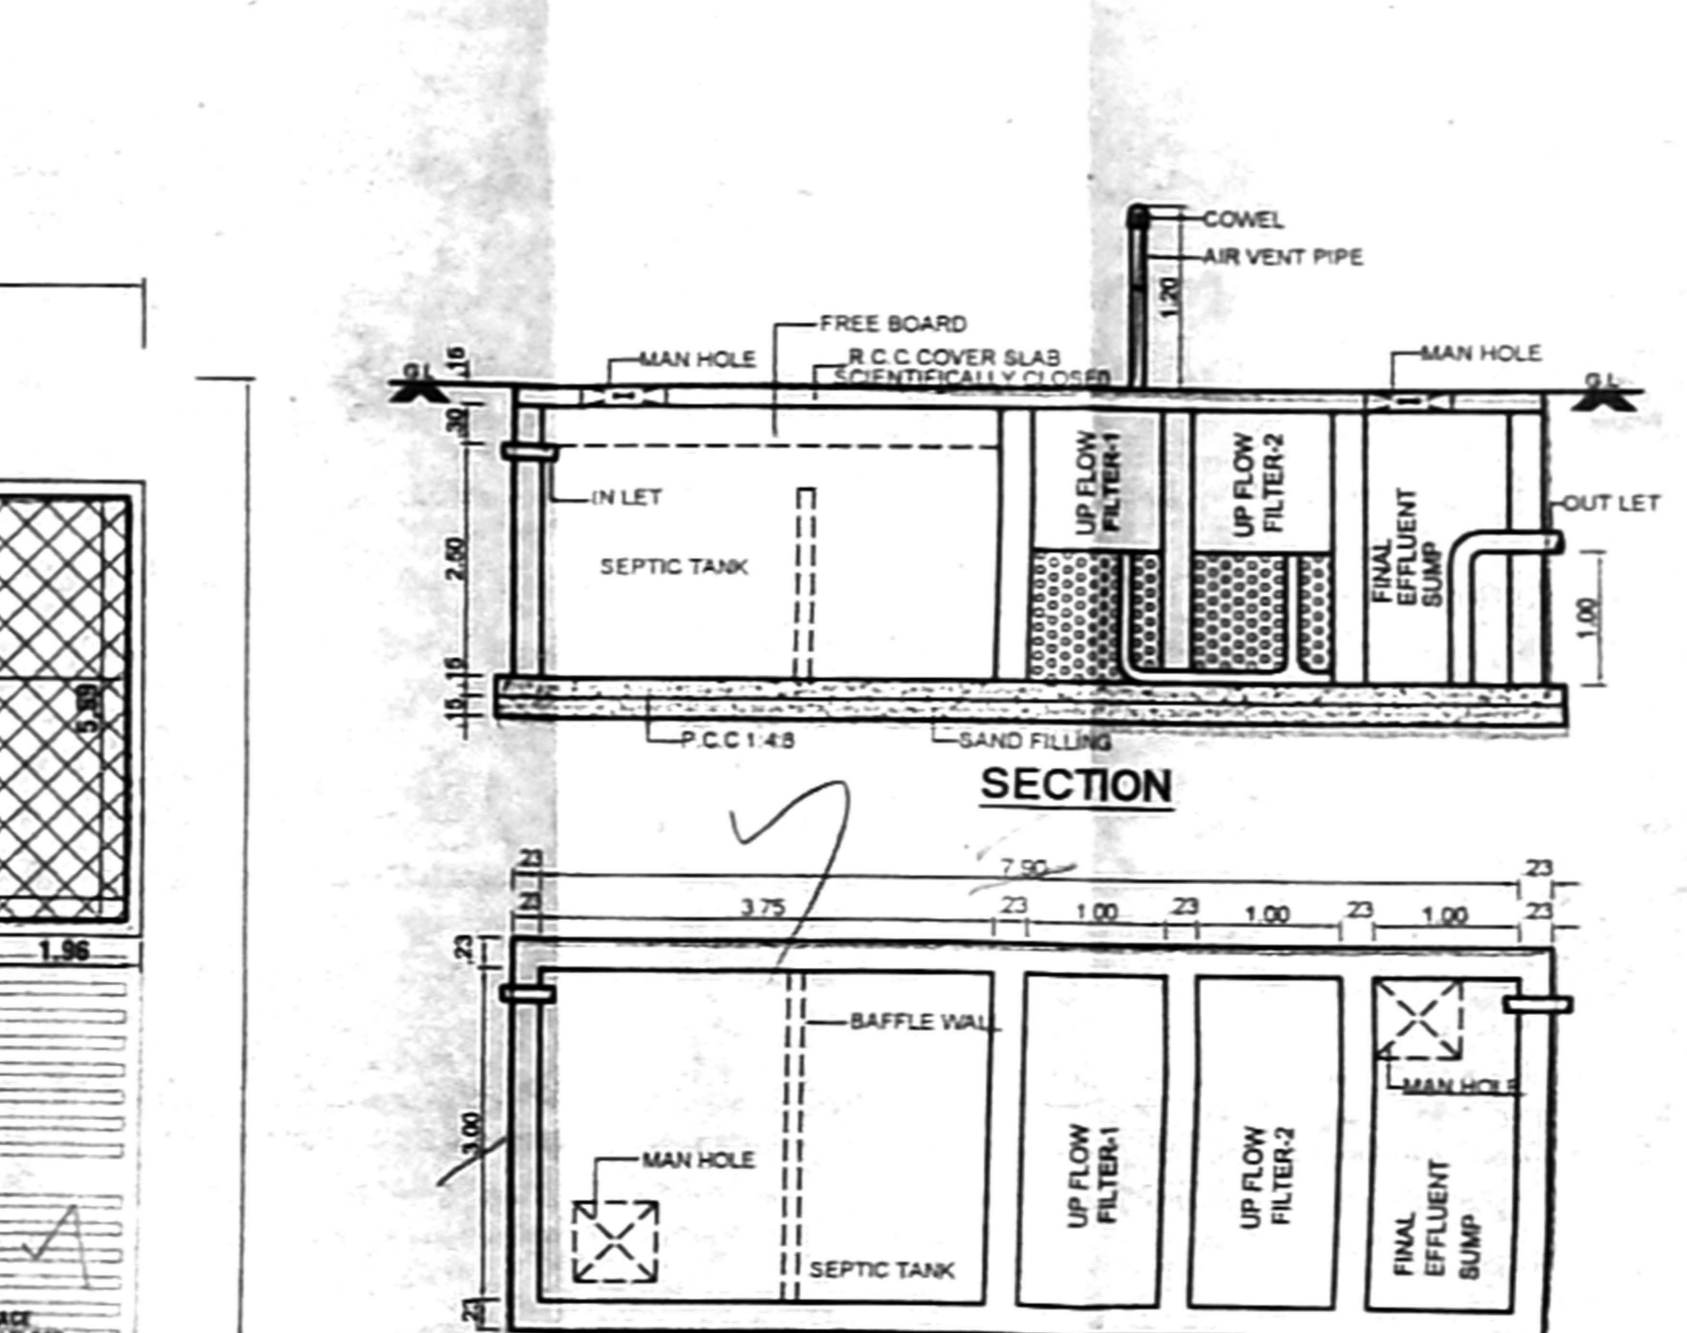 COWEL
AIR VENT PIPE
1.20
FREE BOARD
MAN HOLE
R.C.C COVER SLAB
SCIENTIFICALLY CLOSED
MAN HOLE
G.L
.15
G.L
.30
IN LET
UP FLOW
FILTER-1
UP FLOW
FILTER-2
OUT LET
2.50
SEPTIC TANK
FINAL
EFFLUENT
SUMP
1.00
.15
.15
P.C.C 1:4:8
SAND FILLING
SECTION
5.99
1.96
.23
7.90
.23
.23
3.75
.23
1.00
.23
1.00
.23
1.00
.23
.23
BAFFLE WALL
MAN HOLE
3.00
MAN HOLE
UP FLOW
FILTER-1
UP FLOW
FILTER-2
FINAL
EFFLUENT
SUMP
SEPTIC TANK
.23